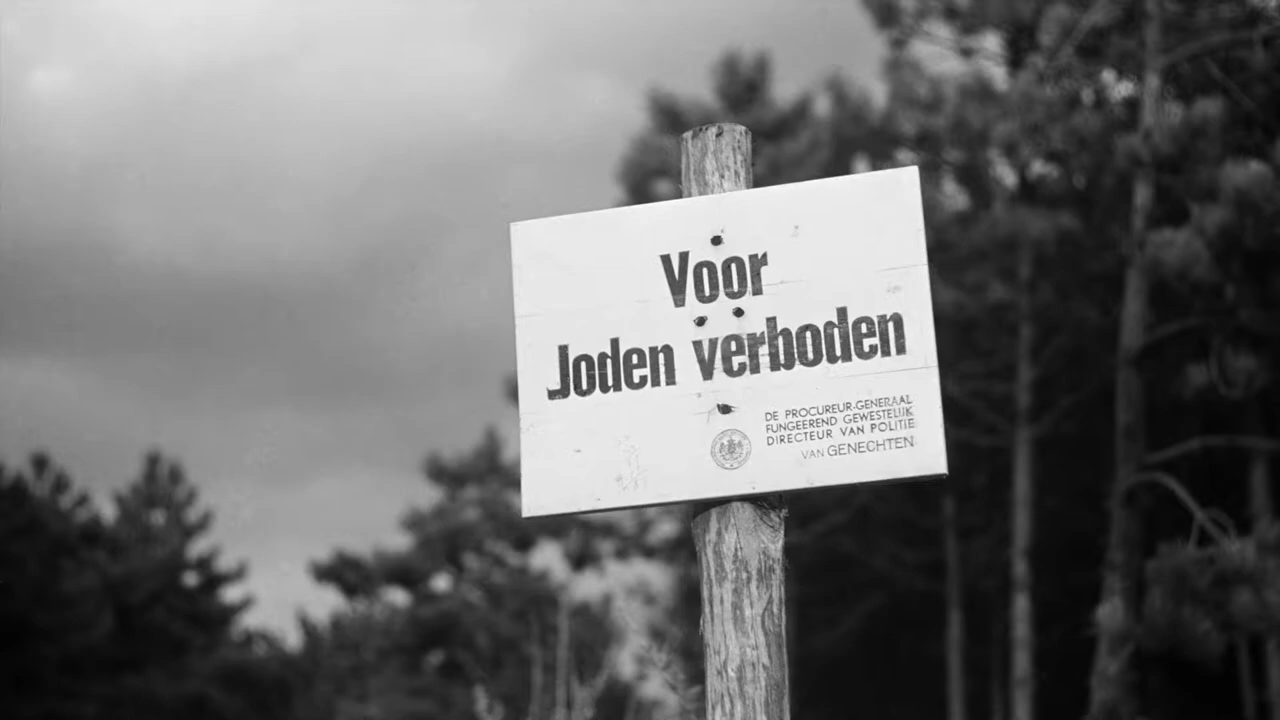 Voor
Joden verboden
DE PROCUREUR-GENERAAL
FUNGEEREND GEWESTELIJK
DIRECTEUR VAN POLITIE
VAN GENECHTEN